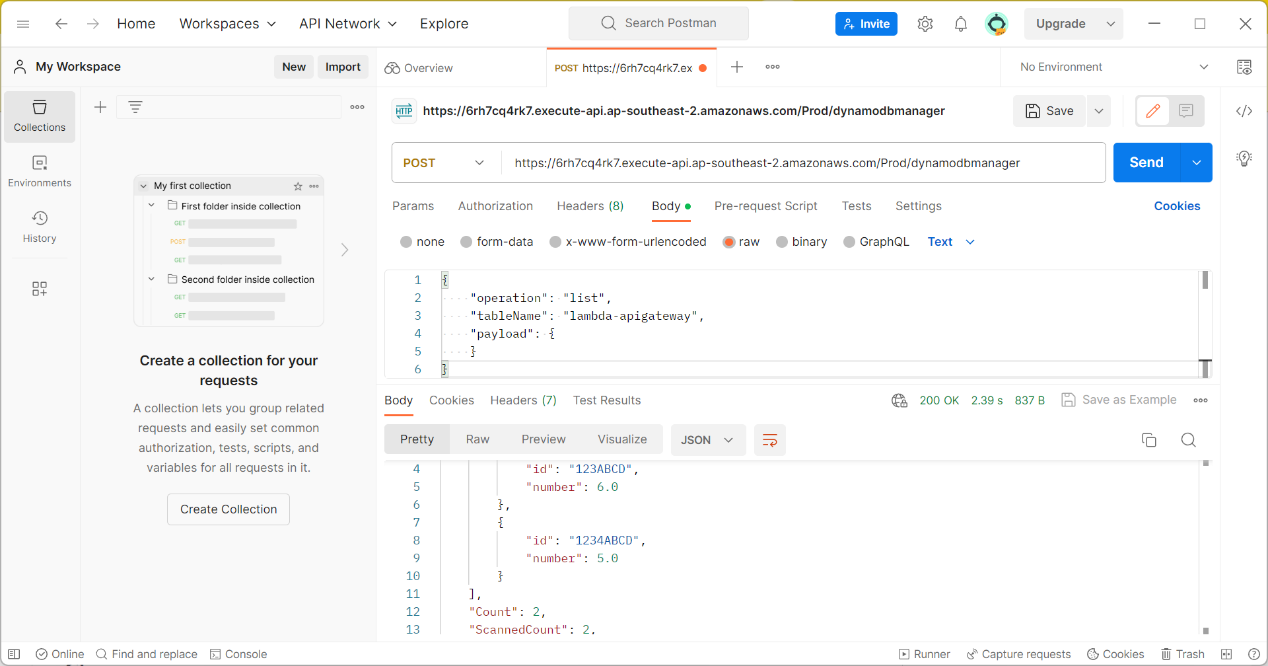 Home Workspaces API Network Explore Search Postman Invite Upgrade
My Workspace New Import Overview POST https://6rh7cq4rk7.ex No Environment
Collections
Environments
History
My first collection
First folder inside collection
GET
POST
GET
Second folder inside collection
GET
GET
Create a collection for your
requests
A collection lets you group related
requests and easily set common
authorization, tests, scripts, and
variables for all requests in it.
Create Collection
HTTP https://6rh7cq4rk7.execute-api.ap-southeast-2.amazonaws.com/Prod/dynamodbmanager Save
POST https://6rh7cq4rk7.execute-api.ap-southeast-2.amazonaws.com/Prod/dynamodbmanager Send
Params Authorization Headers (8) Body Pre-request Script Tests Settings Cookies
none form-data x-www-form-urlencoded raw binary GraphQL Text
1 {
2 "operation": "list",
3 "tableName": "lambda-apigateway",
4 "payload": {
5 }
6 }
Body Cookies Headers (7) Test Results 200 OK 2.39 s 837 B Save as Example
Pretty Raw Preview Visualize JSON
4 "id": "123ABCD",
5 "number": 6.0
6 },
7 {
8 "id": "1234ABCD",
9 "number": 5.0
10 }
11 ],
12 "Count": 2,
13 "ScannedCount": 2,
Online Find and replace Console Runner Capture requests Cookies Trash